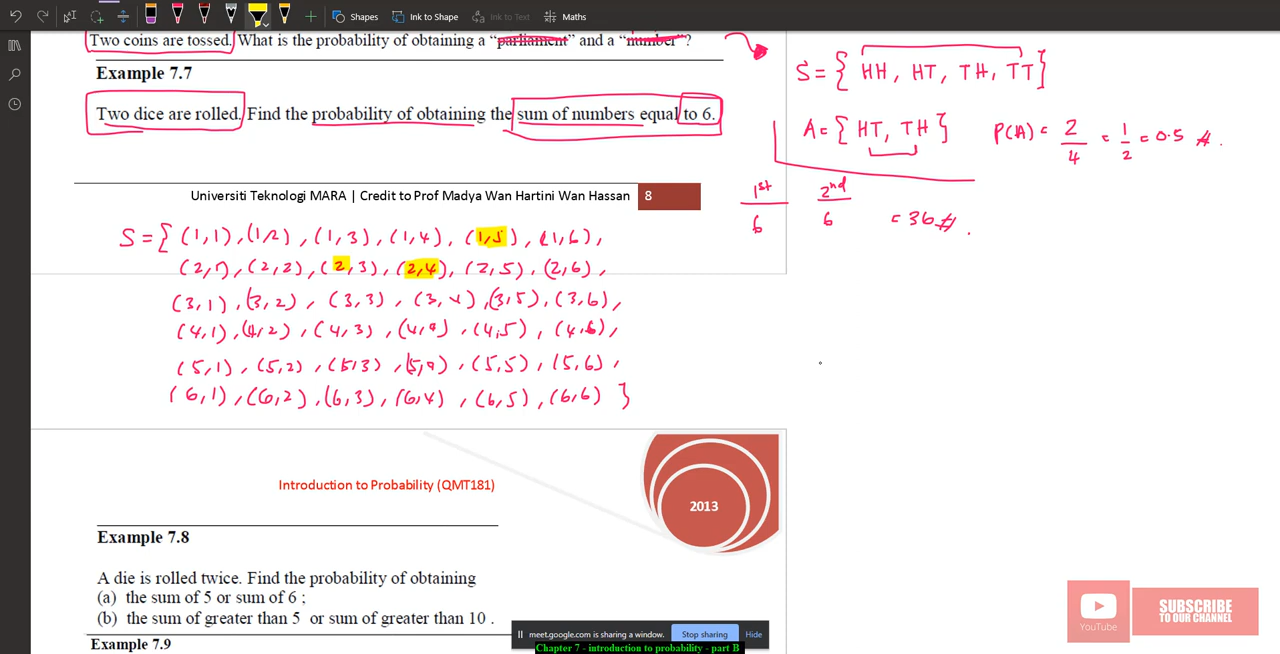 Shapes Ink to Shape Ink to Text Maths
Two coins are tossed. What is the probability of obtaining a "parliament" and a "number"?
Example 7.7
Two dice are rolled. Find the probability of obtaining the sum of numbers equal to 6.
S = { HH, HT, TH, TT }
A = { HT, TH } P(A) = 2/4 = 1/2 = 0.5 #.
1st 2nd
6 6 = 36 #.
Universiti Teknologi MARA | Credit to Prof Madya Wan Hartini Wan Hassan 8
S = { (1,1), (1,2), (1,3), (1,4), (1,5), (1,6),
(2,1), (2,2), (2,3), (2,4), (2,5), (2,6),
(3,1), (3,2), (3,3), (3,4), (3,5), (3,6),
(4,1), (4,2), (4,3), (4,4), (4,5), (4,6),
(5,1), (5,2), (5,3), (5,4), (5,5), (5,6),
(6,1), (6,2), (6,3), (6,4), (6,5), (6,6) }
Introduction to Probability (QMT181)
2013
Example 7.8
A die is rolled twice. Find the probability of obtaining
(a) the sum of 5 or sum of 6 ;
(b) the sum of greater than 5 or sum of greater than 10 .
Example 7.9
YouTube
SUBSCRIBE
TO OUR CHANNEL
meet.google.com is sharing a window. Stop sharing Hide
Chapter 7 - introduction to probability - part B